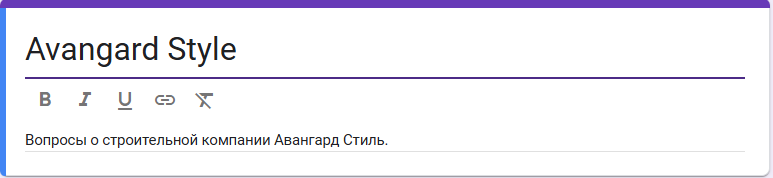 Avangard Style
B I U
Вопросы о строительной компании Авангард Стиль.